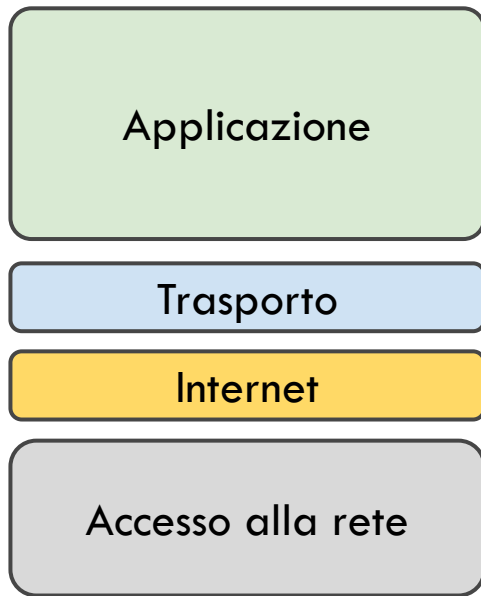 Applicazione
Trasporto
Internet
Accesso alla rete